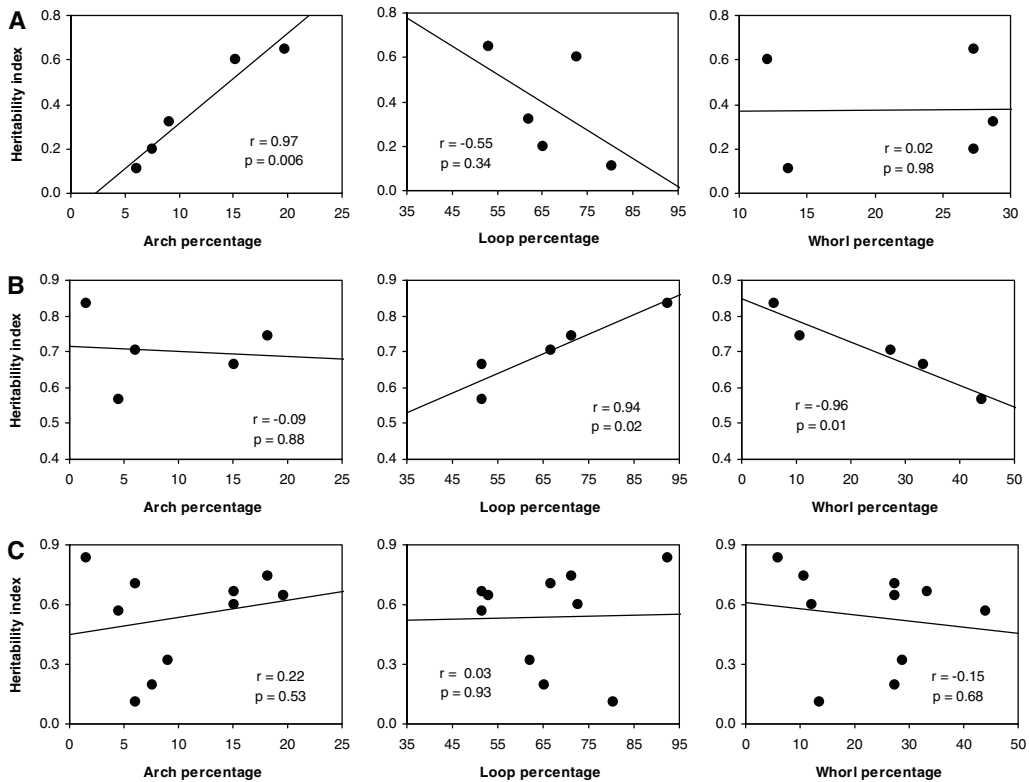 A
Heritability index
0.8
0.6
0.4
0.2
0.0
r = 0.97
p = 0.006
0 5 10 15 20 25
Arch percentage
0.8
0.6
0.4
0.2
0.0
r = -0.55
p = 0.34
35 45 55 65 75 85 95
Loop percentage
0.8
0.6
0.4
0.2
0.0
r = 0.02
p = 0.98
10 15 20 25 30
Whorl percentage
B
Heritability index
0.9
0.8
0.7
0.6
0.5
0.4
r = -0.09
p = 0.88
0 5 10 15 20 25
Arch percentage
0.9
0.8
0.7
0.6
0.5
0.4
r = 0.94
p = 0.02
35 45 55 65 75 85 95
Loop percentage
0.9
0.8
0.7
0.6
0.5
0.4
r = -0.96
p = 0.01
0 10 20 30 40 50
Whorl percentage
C
Heritability index
0.9
0.6
0.3
0.0
r = 0.22
p = 0.53
0 5 10 15 20 25
Arch percentage
0.9
0.6
0.3
0.0
r = 0.03
p = 0.93
35 45 55 65 75 85 95
Loop percentage
0.9
0.6
0.3
0.0
r = -0.15
p = 0.68
0 10 20 30 40 50
Whorl percentage